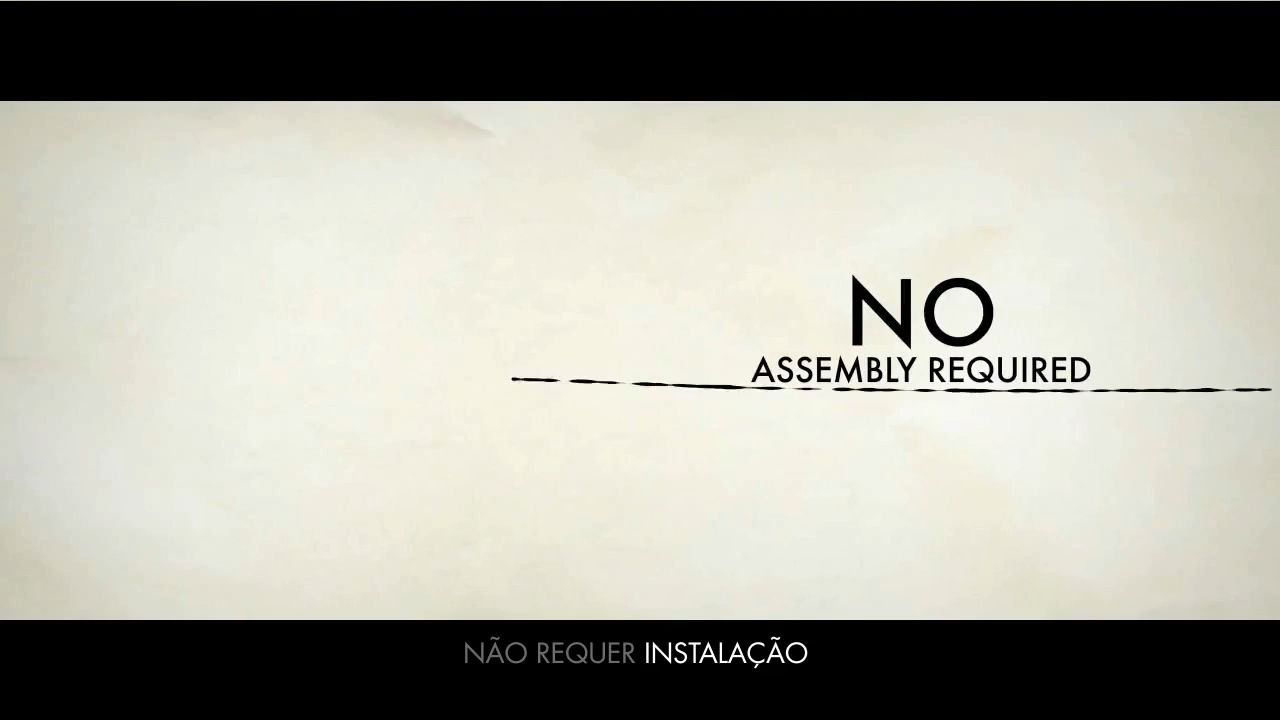 NO
ASSEMBLY REQUIRED
NÃO REQUER INSTALAÇÃO